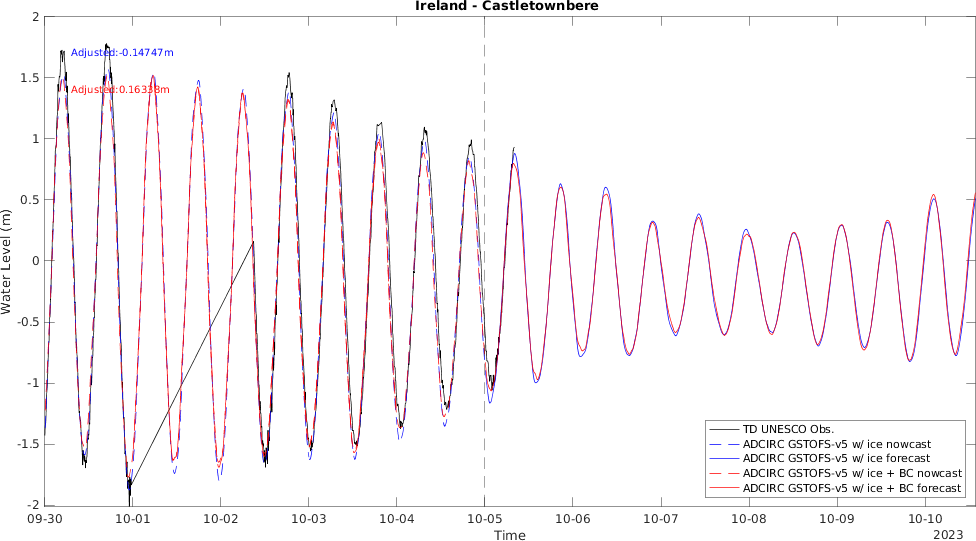 Ireland - Castletownbere
Adjusted:-0.14747m
Adjusted:0.16338m
2
1.5
1
0.5
0
-0.5
-1
-1.5
-2
Water Level (m)
TD UNESCO Obs.
ADCIRC GSTOFS-v5 w/ ice nowcast
ADCIRC GSTOFS-v5 w/ ice forecast
ADCIRC GSTOFS-v5 w/ ice + BC nowcast
ADCIRC GSTOFS-v5 w/ ice + BC forecast
09-30 10-01 10-02 10-03 10-04 10-05 10-06 10-07 10-08 10-09 10-10
Time
2023